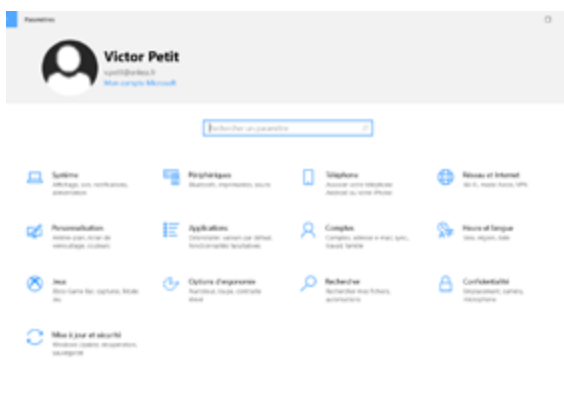 Paramètres
Victor Petit
Mon compte Microsoft
Rechercher un paramètre
Système
Affichage, son, notifications,
alimentation
Périphériques
Bluetooth, imprimantes, souris
Téléphone
Associer votre téléphone
Android ou votre iPhone
Réseau et Internet
Wi-Fi, mode Avion, VPN
Personnalisation
Arrière-plan, écran de
verrouillage, couleurs
Applications
Désinstaller, valeurs par défaut,
fonctionnalités facultatives
Comptes
Comptes, adresse e-mail, sync.,
travail, famille
Heure et langue
Voix, région, date
Jeux
Xbox Game Bar, captures, Mode
Jeu
Options d'ergonomie
Narrateur, loupe, contraste
élevé
Rechercher
Rechercher mes fichiers,
autorisations
Confidentialité
Emplacement, caméra,
microphone
Mise à jour et sécurité
Windows Update, récupération,
sauvegarde